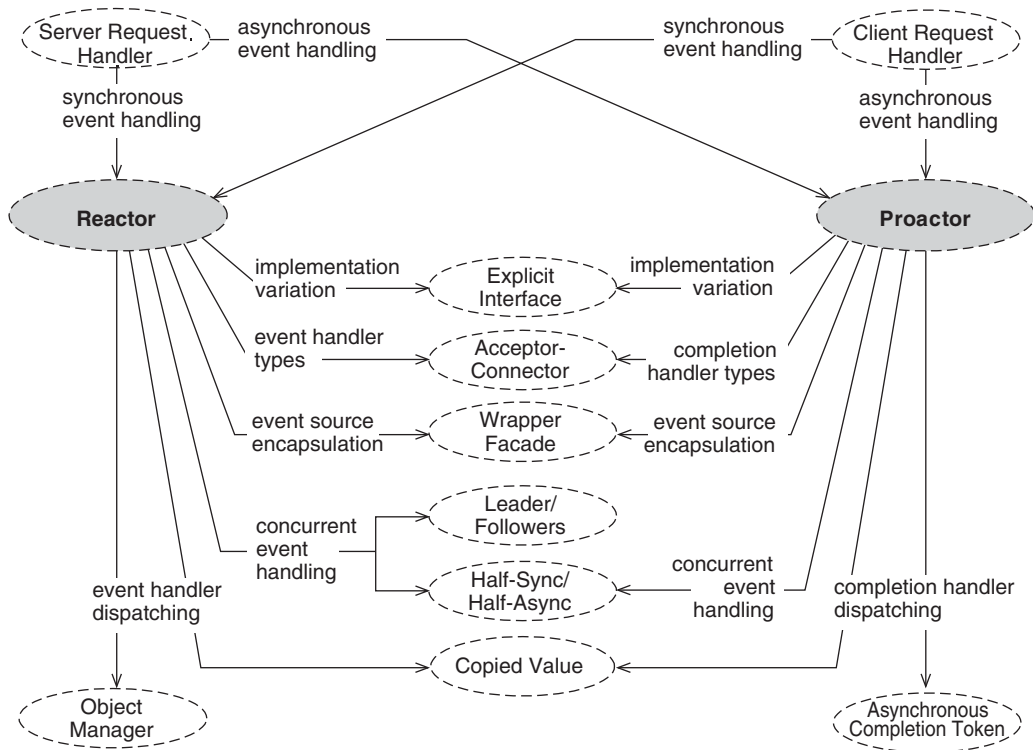 Server Request
Handler
asynchronous
event handling
synchronous
event handling
Client Request
Handler
synchronous
event handling
asynchronous
event handling
Reactor
Proactor
implementation
variation
Explicit
Interface
implementation
variation
event handler
types
Acceptor-
Connector
completion
handler types
event source
encapsulation
Wrapper
Facade
event source
encapsulation
Leader/
Followers
concurrent
event
handling
Half-Sync/
Half-Async
concurrent
event
handling
event handler
dispatching
completion handler
dispatching
Copied Value
Object
Manager
Asynchronous
Completion Token